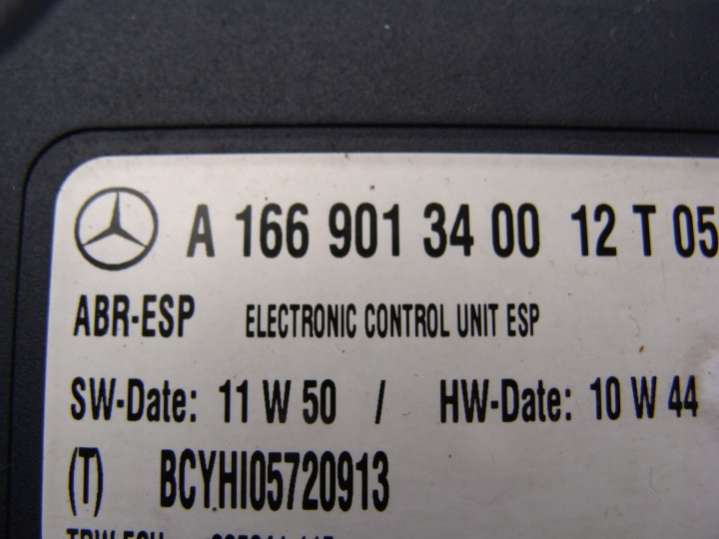 A 166 901 34 00 12 T 05
ABR-ESP ELECTRONIC CONTROL UNIT ESP
SW-Date: 11 W 50 / HW-Date: 10 W 44
(T) BCYHI05720913